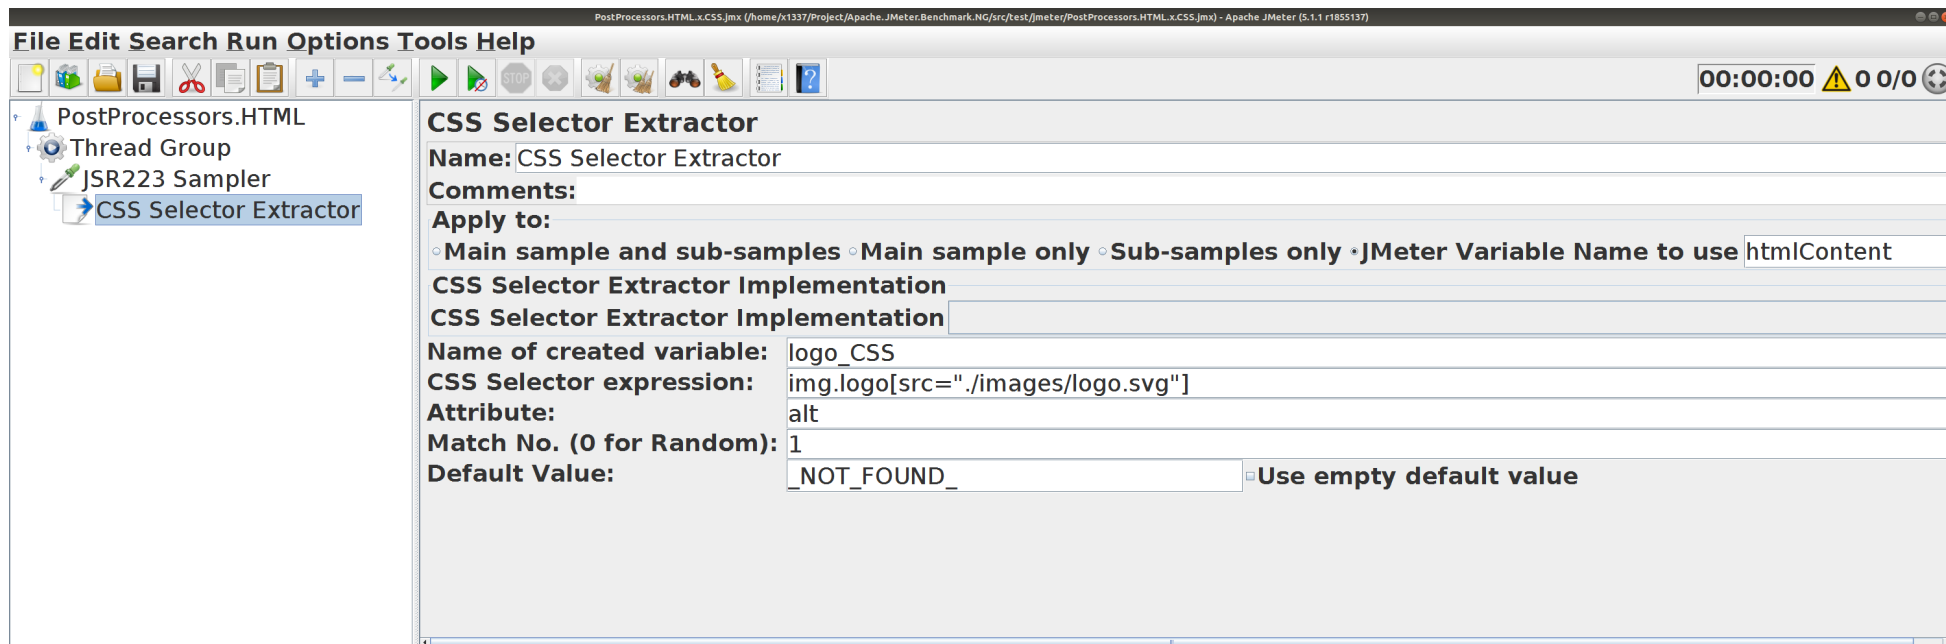 PostProcessors.HTML.x.CSS.jmx (/home/x1337/Project/Apache.JMeter.Benchmark.NG/src/test/jmeter/PostProcessors.HTML.x.CSS.jmx) - Apache JMeter (5.1.1 r1855137)
File Edit Search Run Options Tools Help
STOP ? 00:00:00 0 0/0
PostProcessors.HTML
Thread Group
JSR223 Sampler
CSS Selector Extractor
CSS Selector Extractor
Name: CSS Selector Extractor
Comments:
Apply to:
Main sample and sub-samples Main sample only Sub-samples only JMeter Variable Name to use htmlContent
CSS Selector Extractor Implementation
CSS Selector Extractor Implementation
Name of created variable: logo_CSS
CSS Selector expression: img.logo[src="./images/logo.svg"]
Attribute: alt
Match No. (0 for Random): 1
Default Value: _NOT_FOUND_ Use empty default value